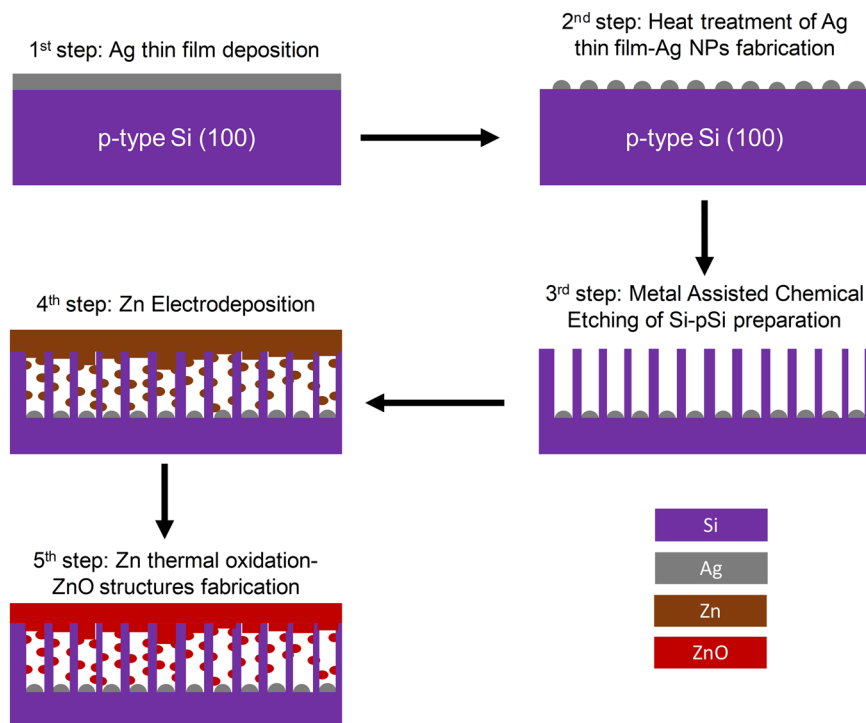 1st step: Ag thin film deposition
p-type Si (100)
2nd step: Heat treatment of Ag
thin film-Ag NPs fabrication
p-type Si (100)
3rd step: Metal Assisted Chemical
Etching of Si-pSi preparation
4th step: Zn Electrodeposition
5th step: Zn thermal oxidation-
ZnO structures fabrication
Si
Ag
Zn
ZnO